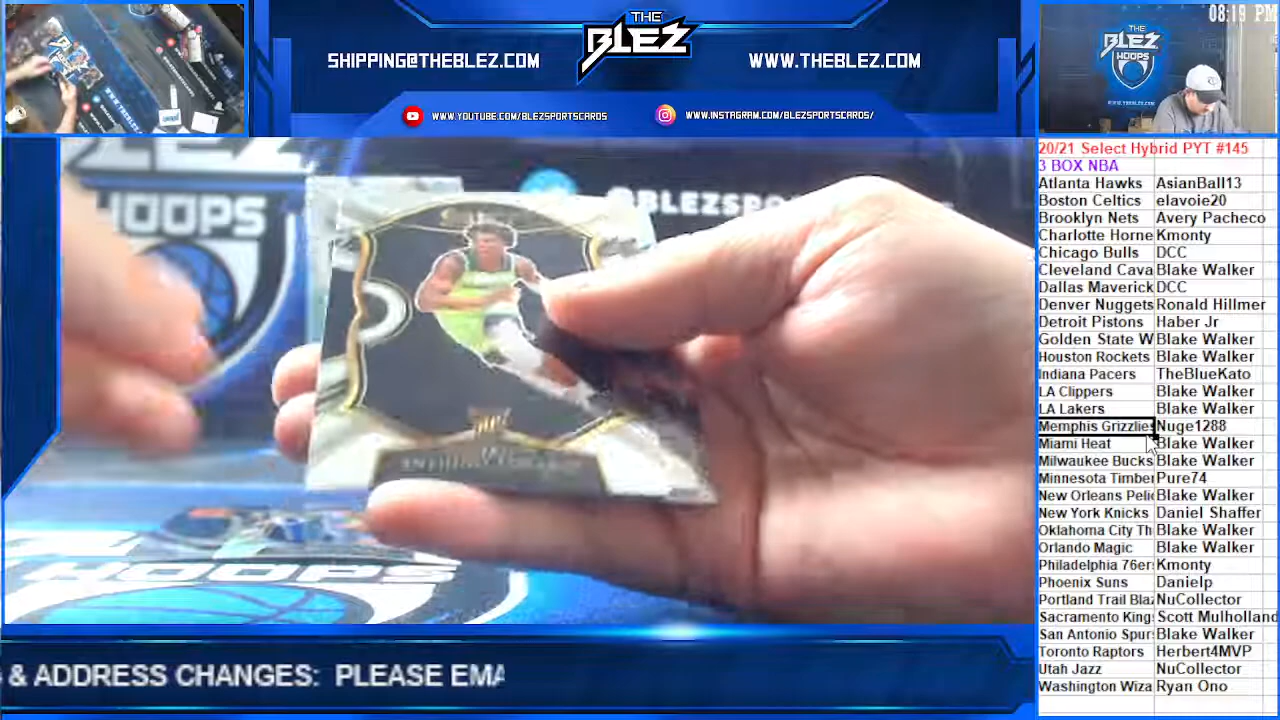 08:19 PM
THE
BLEZ
SHIPPING@THEBLEZ.COM
WWW.THEBLEZ.COM
WWW.YOUTUBE.COM/BLEZSPORTSCARDS
WWW.INSTAGRAM.COM/BLEZSPORTSCARDS/
THE
BLEZ
HOOPS
HOOPS
@BLEZSPO
HOOPS
20/21 Select Hybrid PYT #145
3 BOX NBA
Atlanta Hawks AsianBall13
Boston Celtics elavoie20
Brooklyn Nets Avery Pacheco
Charlotte Horne Kmonty
Chicago Bulls DCC
Cleveland Cava Blake Walker
Dallas Maverick DCC
Denver Nuggets Ronald Hillmer
Detroit Pistons Haber Jr
Golden State W Blake Walker
Houston Rockets Blake Walker
Indiana Pacers TheBlueKato
LA Clippers Blake Walker
LA Lakers Blake Walker
Memphis Grizzlies Nuge1288
Miami Heat Blake Walker
Milwaukee Bucks Blake Walker
Minnesota Timber Pure74
New Orleans Peli Blake Walker
New York Knicks Daniel Shaffer
Oklahoma City Th Blake Walker
Orlando Magic Blake Walker
Philadelphia 76er Kmonty
Phoenix Suns Danielp
Portland Trail Blaz NuCollector
Sacramento King Scott Mulholland
San Antonio Spur Blake Walker
Toronto Raptors Herbert4MVP
Utah Jazz NuCollector
Washington Wiza Ryan Ono
& ADDRESS CHANGES: PLEASE EMA